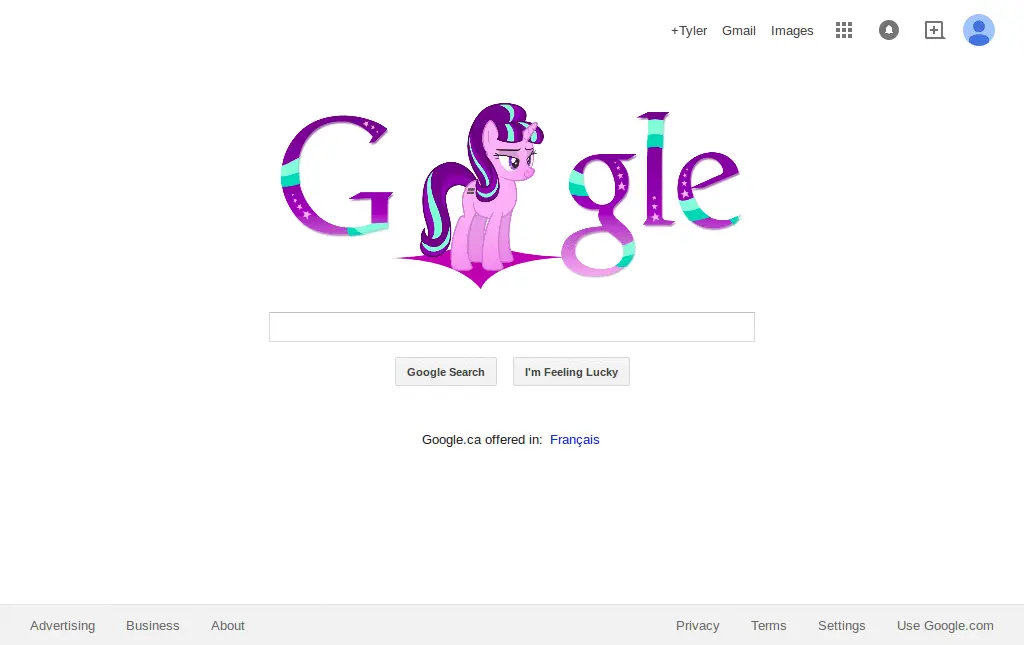 +Tyler Gmail Images
G gle
Google Search I'm Feeling Lucky
Google.ca offered in: Français
Advertising Business About Privacy Terms Settings Use Google.com